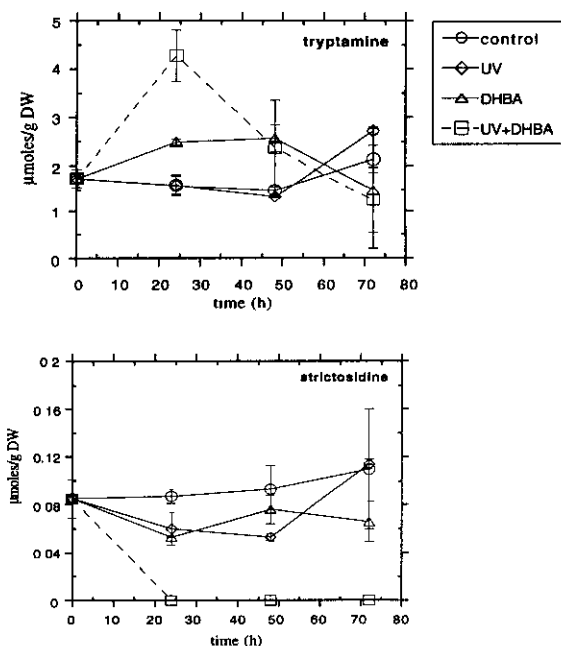 tryptamine
control
UV
DHBA
UV+DHBA
µmoles/g DW
5
4
3
2
1
0
0 10 20 30 40 50 60 70 80
time (h)
strictosidine
µmoles/g DW
0 2
0 16
0.12
0.08
0 04
0
0 10 20 30 40 50 60 70 80
time (h)